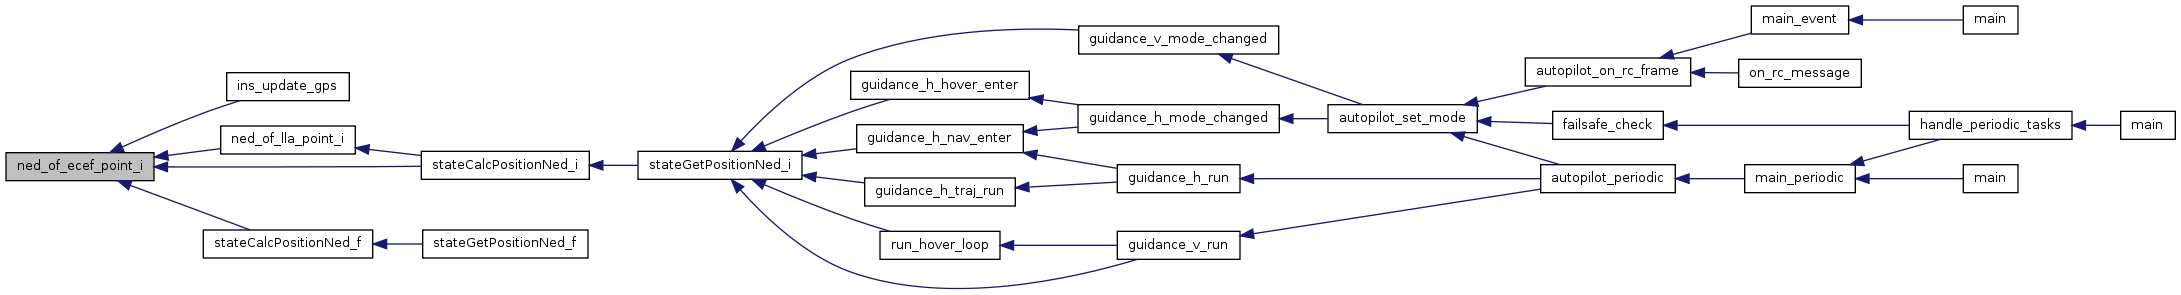 ned_of_ecef_point_i
ins_update_gps
ned_of_lla_point_i
stateCalcPositionNed_f
stateCalcPositionNed_i
stateGetPositionNed_f
stateGetPositionNed_i
guidance_v_mode_changed
guidance_h_hover_enter
guidance_h_nav_enter
guidance_h_traj_run
run_hover_loop
guidance_h_mode_changed
guidance_h_run
guidance_v_run
autopilot_set_mode
autopilot_on_rc_frame
failsafe_check
autopilot_periodic
main_event
on_rc_message
main_periodic
main
handle_periodic_tasks
main
main